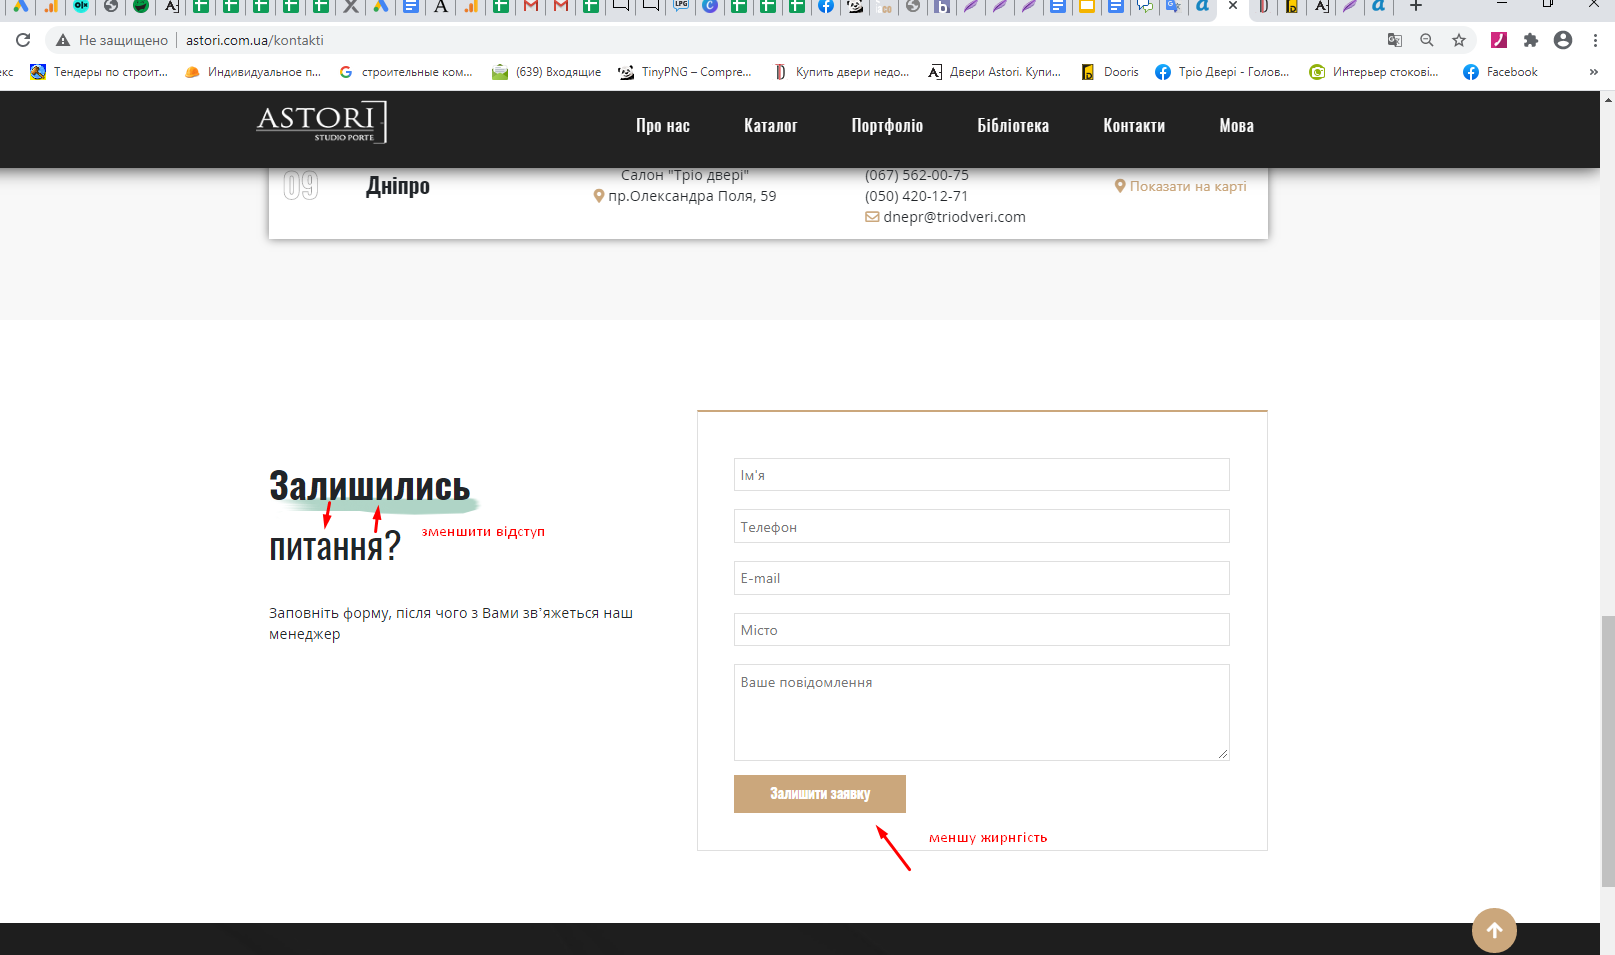 Не защищено
astori.com.ua/kontakti
екс
Тендеры по строит...
Индивидуальное п...
строительные ком...
(639) Входящие
TinyPNG – Compre...
Купить двери недо...
Двери Astori. Купи...
Dooris
Тріо Двері - Голов...
Интерьер стокові...
Facebook
»
ASTORI
STUDIO PORTE
Про нас
Каталог
Портфоліо
Бібліотека
Контакти
Мова
09
Дніпро
Салон "Тріо двері"
пр.Олександра Поля, 59
(067) 562-00-75
(050) 420-12-71
dnepr@triodveri.com
Показати на карті
Залишились
питання?
зменшити відступ
Заповніть форму, після чого з Вами зв’яжеться наш
менеджер
Ім'я
Телефон
E-mail
Місто
Ваше повідомлення
Залишити заявку
меншу жирнгість